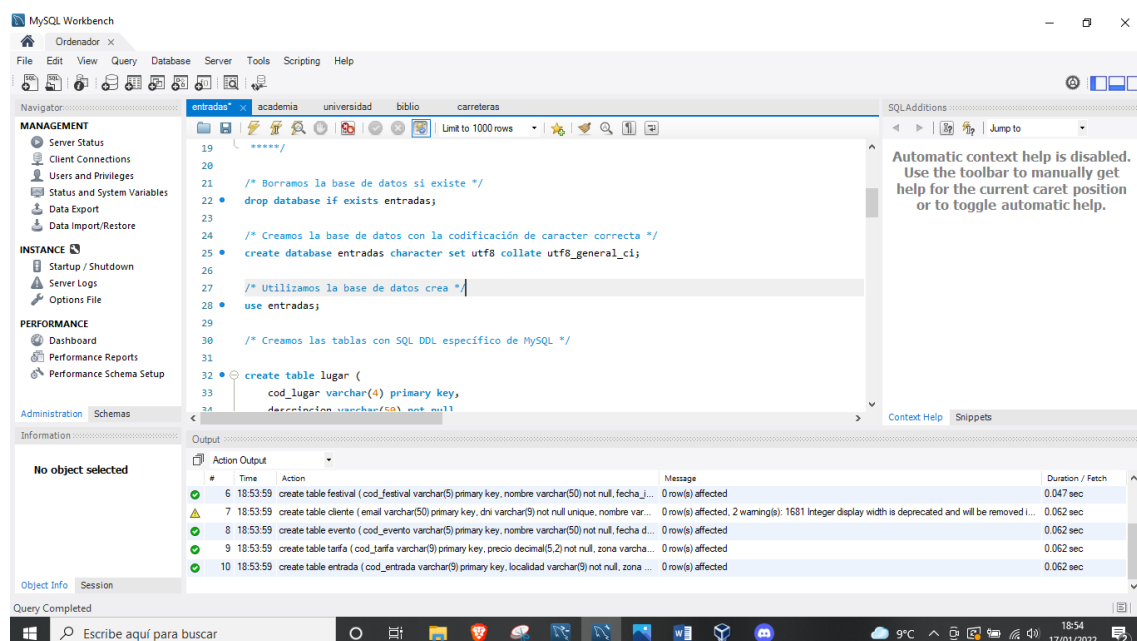 MySQL Workbench
Ordenador
File Edit View Query Database Server Tools Scripting Help
Navigator
MANAGEMENT
Server Status
Client Connections
Users and Privileges
Status and System Variables
Data Export
Data Import/Restore
INSTANCE
Startup / Shutdown
Server Logs
Options File
PERFORMANCE
Dashboard
Performance Reports
Performance Schema Setup
Administration Schemas
Information
No object selected
Object Info Session
entradas* academia universidad biblio carreteras
Limit to 1000 rows
19 *****/
20
21 /* Borramos la base de datos si existe */
22 drop database if exists entradas;
23
24 /* Creamos la base de datos con la codificación de caracter correcta */
25 create database entradas character set utf8 collate utf8_general_ci;
26
27 /* Utilizamos la base de datos crea */
28 use entradas;
29
30 /* Creamos las tablas con SQL DDL específico de MySQL */
31
32 create table lugar (
33 cod_lugar varchar(4) primary key,
34 descripcion varchar(50) not null
SQLAdditions
Jump to
Automatic context help is disabled.
Use the toolbar to manually get
help for the current caret position
or to toggle automatic help.
Context Help Snippets
Output
Action Output
# Time Action Message Duration / Fetch
6 18:53:59 create table festival ( cod_festival varchar(5) primary key, nombre varchar(50) not null, fecha_i... 0 row(s) affected 0.047 sec
7 18:53:59 create table cliente ( email varchar(50) primary key, dni varchar(9) not null unique, nombre var... 0 row(s) affected, 2 warning(s): 1681 Integer display width is deprecated and will be removed i... 0.062 sec
8 18:53:59 create table evento ( cod_evento varchar(5) primary key, nombre varchar(50) not null, fecha d... 0 row(s) affected 0.062 sec
9 18:53:59 create table tarifa ( cod_tarifa varchar(9) primary key, precio decimal(5,2) not null, zona varcha... 0 row(s) affected 0.062 sec
10 18:53:59 create table entrada ( cod_entrada varchar(9) primary key, localidad varchar(9) not null, zona ... 0 row(s) affected 0.062 sec
Query Completed
Escribe aquí para buscar
9°C
18:54
17/01/2022